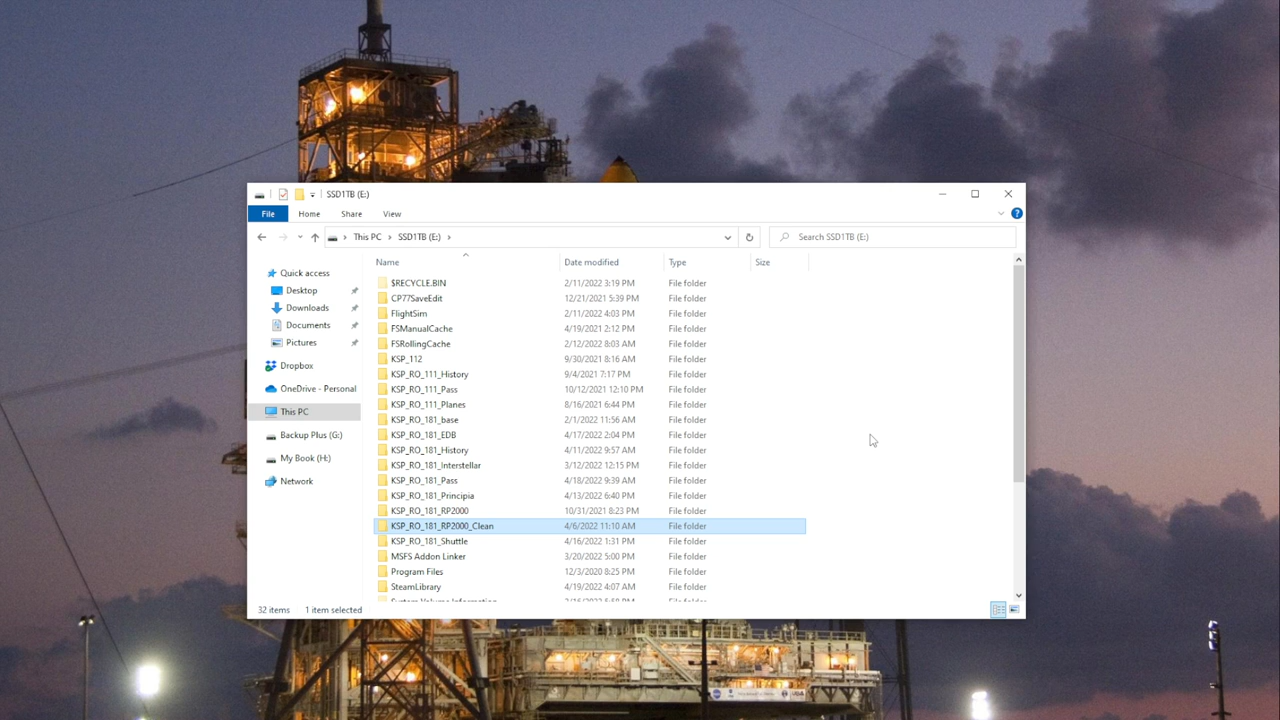 SSD1TB (E:)
File Home Share View
This PC SSD1TB (E:) Search SSD1TB (E:)
Name Date modified Type Size
Quick access
Desktop
Downloads
Documents
Pictures
Dropbox
OneDrive - Personal
This PC
Backup Plus (G:)
My Book (H:)
Network
$RECYCLE.BIN 2/11/2022 3:19 PM File folder
CP77SaveEdit 12/21/2021 5:39 PM File folder
FlightSim 2/11/2022 4:03 PM File folder
FSManualCache 4/19/2021 2:12 PM File folder
FSRollingCache 2/12/2022 8:03 AM File folder
KSP_112 9/30/2021 8:16 AM File folder
KSP_RO_111_History 9/4/2021 7:17 PM File folder
KSP_RO_111_Pass 10/12/2021 12:10 PM File folder
KSP_RO_111_Planes 8/16/2021 6:44 PM File folder
KSP_RO_181_base 2/1/2022 11:56 AM File folder
KSP_RO_181_EDB 4/17/2022 2:04 PM File folder
KSP_RO_181_History 4/11/2022 9:57 AM File folder
KSP_RO_181_Interstellar 3/12/2022 12:15 PM File folder
KSP_RO_181_Pass 4/18/2022 9:39 AM File folder
KSP_RO_181_Principia 4/13/2022 6:40 PM File folder
KSP_RO_181_RP2000 10/31/2021 8:23 PM File folder
KSP_RO_181_RP2000_Clean 4/6/2022 11:10 AM File folder
KSP_RO_181_Shuttle 4/16/2022 1:31 PM File folder
MSFS Addon Linker 3/20/2022 5:00 PM File folder
Program Files 12/3/2020 8:25 PM File folder
SteamLibrary 4/19/2022 4:07 AM File folder
32 items 1 item selected